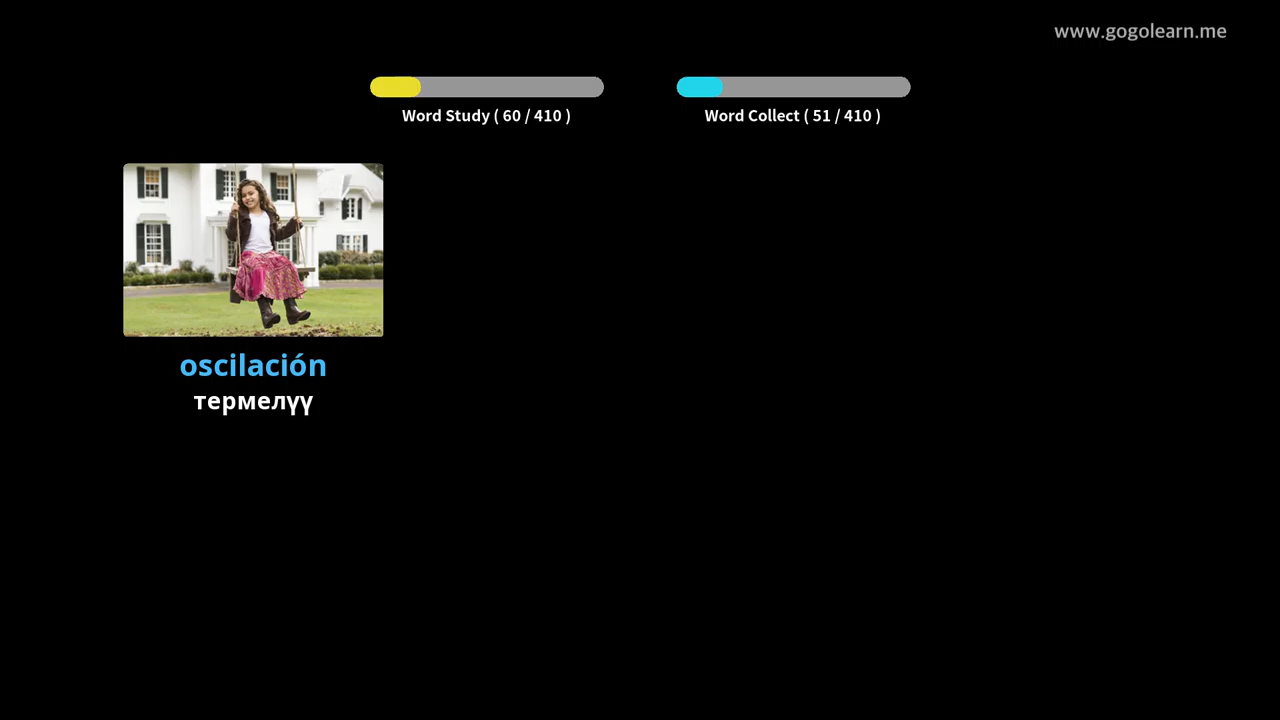 www.gogolearn.me
Word Study ( 60 / 410 )
Word Collect ( 51 / 410 )
oscilación
термелүү